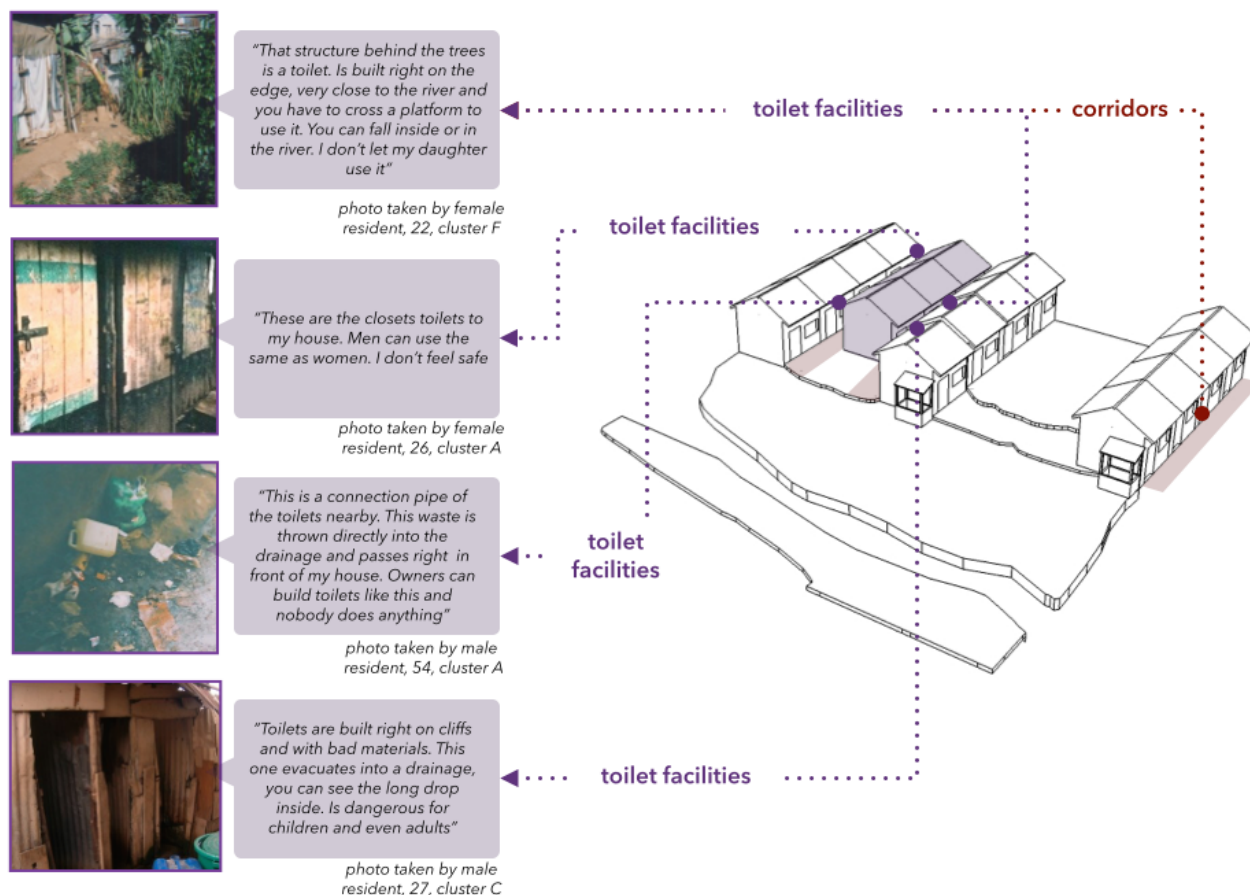 “That structure behind the trees
is a toilet. Is built right on the
edge, very close to the river and
you have to cross a platform to
use it. You can fall inside or in
the river. I don’t let my daughter
use it”
photo taken by female
resident, 22, cluster F
toilet facilities
corridors
“These are the closets toilets to
my house. Men can use the
same as women. I don’t feel safe
photo taken by female
resident, 26, cluster A
toilet facilities
“This is a connection pipe of
the toilets nearby. This waste is
thrown directly into the
drainage and passes right in
front of my house. Owners can
build toilets like this and
nobody does anything”
photo taken by male
resident, 54, cluster A
toilet
facilities
“Toilets are built right on cliffs
and with bad materials. This
one evacuates into a drainage,
you can see the long drop
inside. Is dangerous for
children and even adults”
photo taken by male
resident, 27, cluster C
toilet facilities